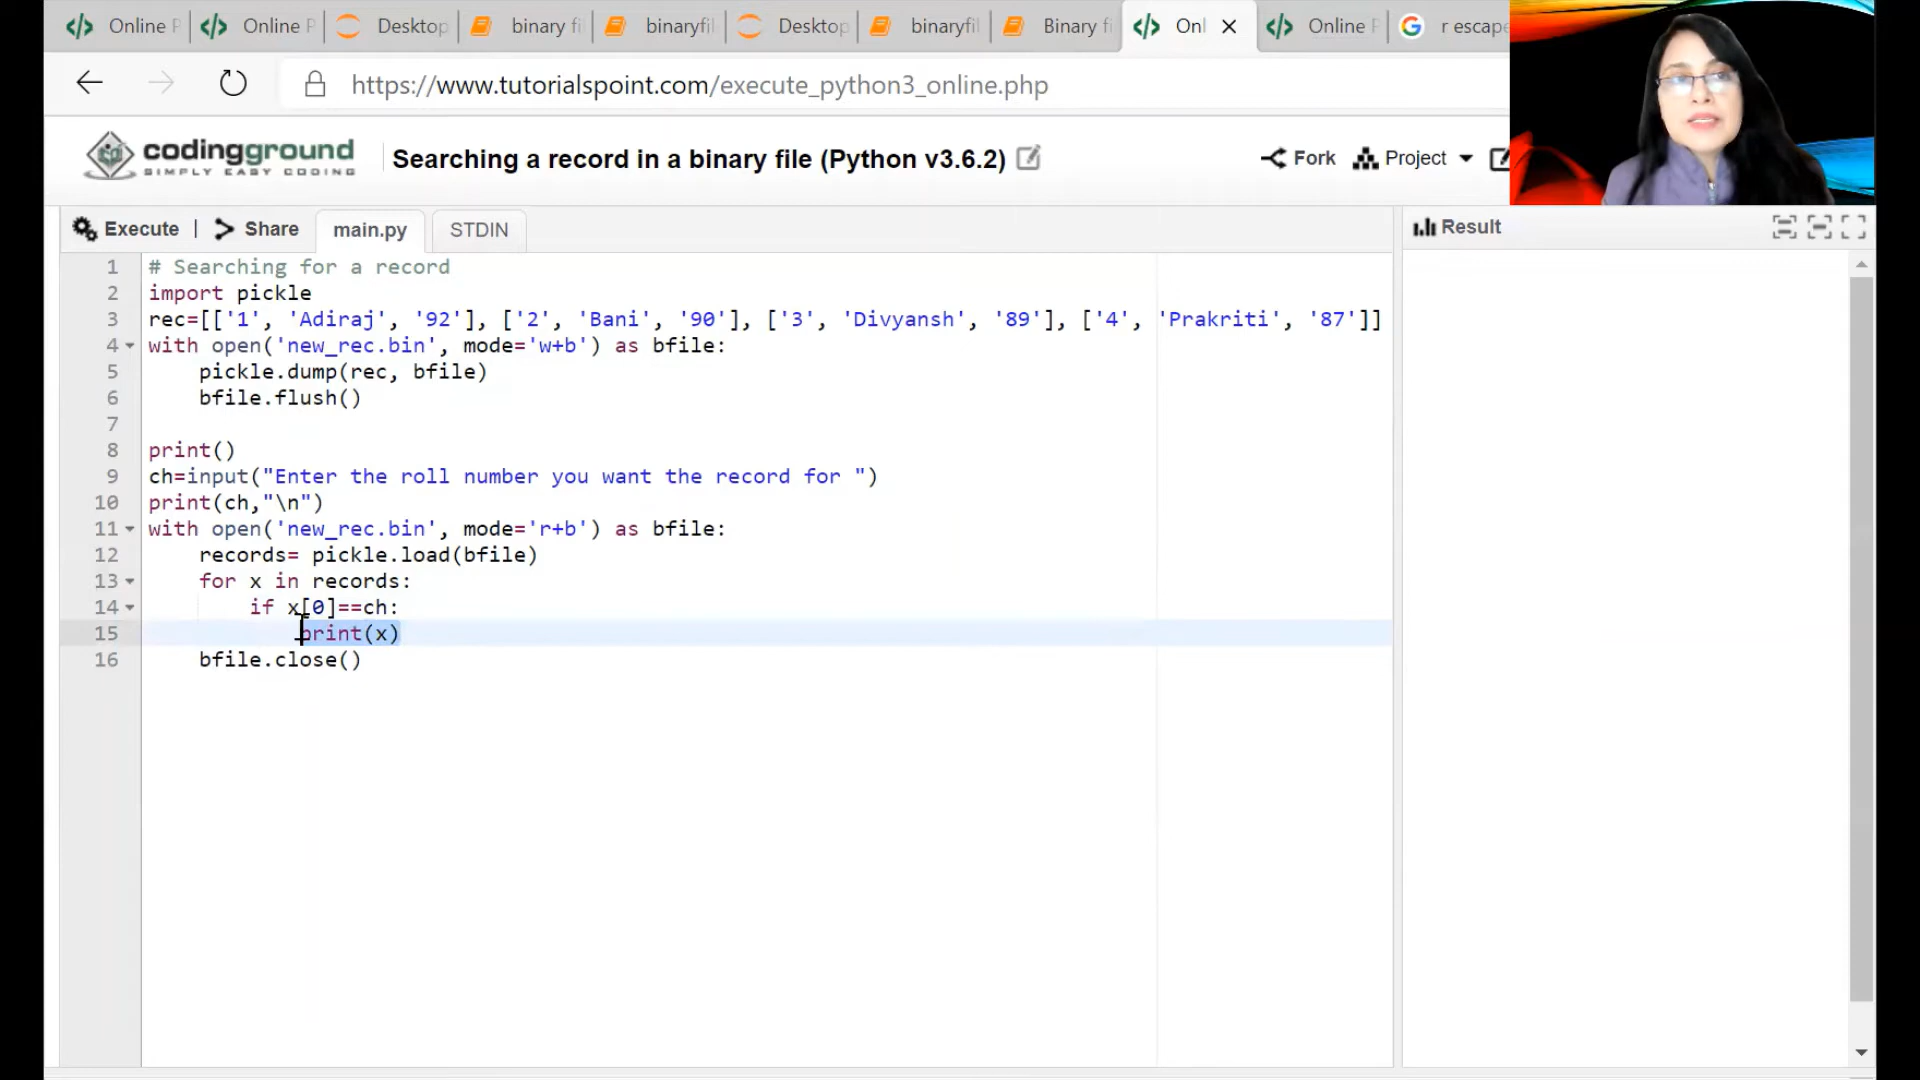 Online P Online P Desktop binary fi binaryfil Desktop binaryfil Binary fi Onl Online P r escape
https://www.tutorialspoint.com/execute_python3_online.php
codingground
SIMPLY EASY CODING
Searching a record in a binary file (Python v3.6.2)
Fork Project
Execute | Share main.py STDIN
Result
1 # Searching for a record
2 import pickle
3 rec=[['1', 'Adiraj', '92'], ['2', 'Bani', '90'], ['3', 'Divyansh', '89'], ['4', 'Prakriti', '87']]
4 with open('new_rec.bin', mode='w+b') as bfile:
5     pickle.dump(rec, bfile)
6     bfile.flush()
7
8 print()
9 ch=input("Enter the roll number you want the record for ")
10 print(ch,"\n")
11 with open('new_rec.bin', mode='r+b') as bfile:
12     records= pickle.load(bfile)
13     for x in records:
14         if x[0]==ch:
15             print(x)
16     bfile.close()